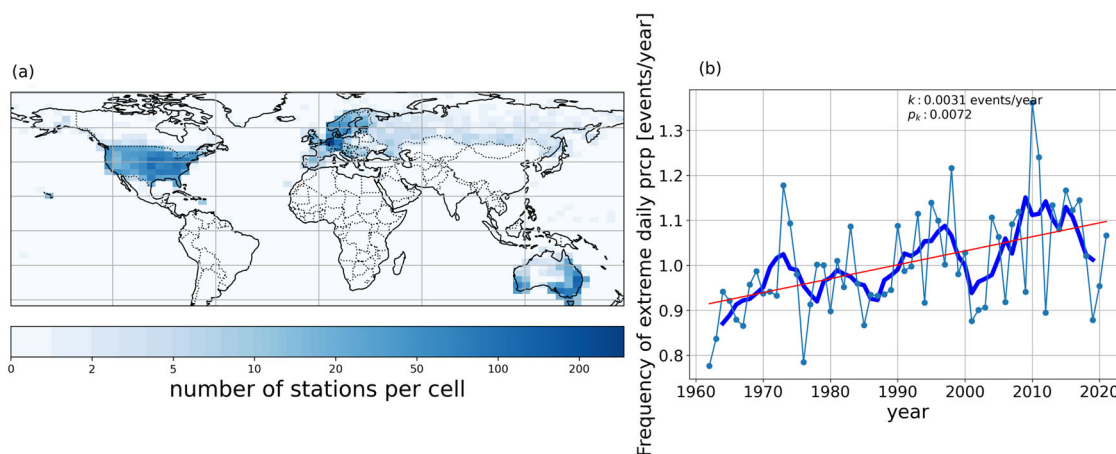 (a)
0 2 5 10 20 50 100 200
number of stations per cell
(b)
Frequency of extreme daily prcp [events/year]
k : 0.0031 events/year
p_k : 0.0072
1.3
1.2
1.1
1.0
0.9
0.8
1960 1970 1980 1990 2000 2010 2020
year